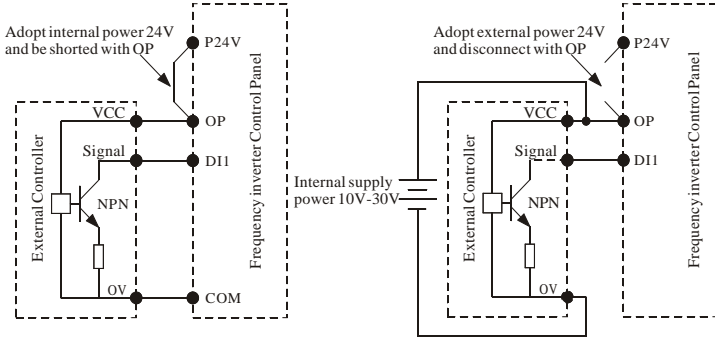 Adopt internal power 24V
and be shorted with OP
P24V
VCC
OP
Signal
DI1
NPN
0V
COM
External Controller
Frequency inverter Control Panel
Adopt external power 24V
and disconnect with OP
P24V
VCC
OP
Signal
DI1
Internal supply
power 10V-30V
NPN
0V
External Controller
Frequency inverter Control Panel